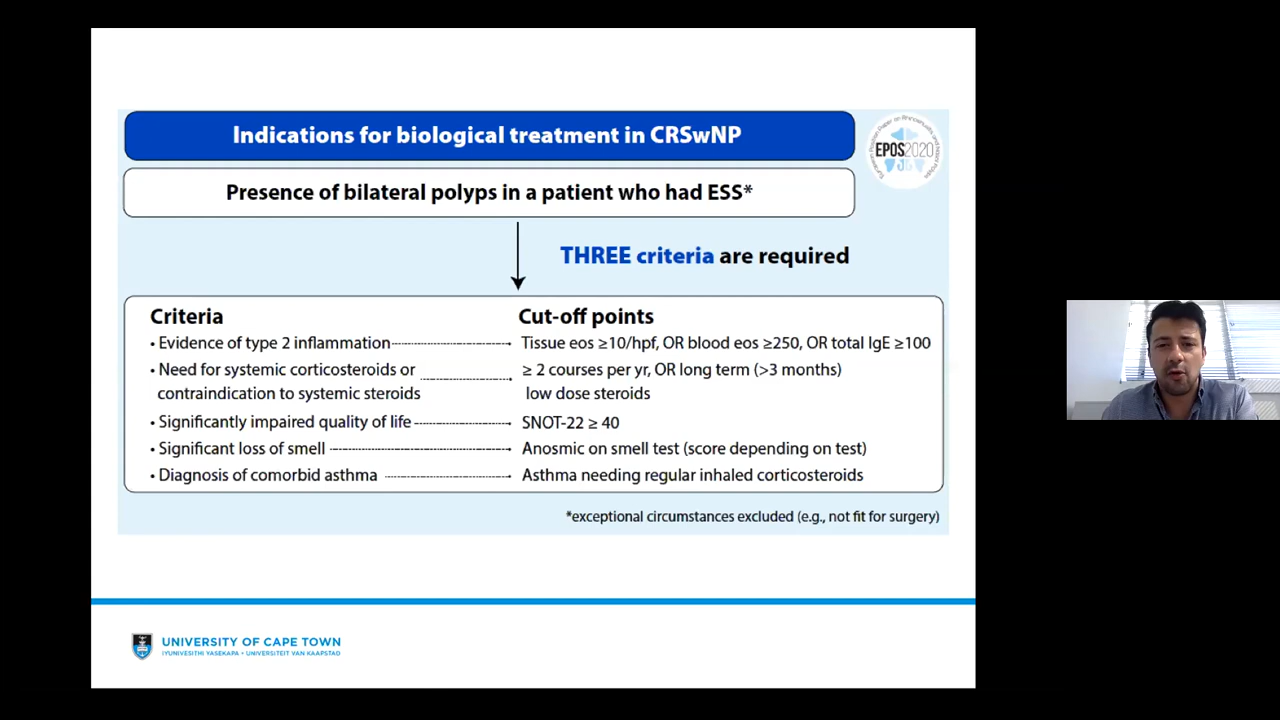 Indications for biological treatment in CRSwNP
EPOS2020
Presence of bilateral polyps in a patient who had ESS*
THREE criteria are required
Criteria
Cut-off points
• Evidence of type 2 inflammation
Tissue eos ≥10/hpf, OR blood eos ≥250, OR total IgE ≥100
• Need for systemic corticosteroids or
contraindication to systemic steroids
≥ 2 courses per yr, OR long term (>3 months)
low dose steroids
• Significantly impaired quality of life
SNOT-22 ≥ 40
• Significant loss of smell
Anosmic on smell test (score depending on test)
• Diagnosis of comorbid asthma
Asthma needing regular inhaled corticosteroids
*exceptional circumstances excluded (e.g., not fit for surgery)
UNIVERSITY OF CAPE TOWN
IYUNIVESITHI YASEKAPA • UNIVERSITEIT VAN KAAPSTAD